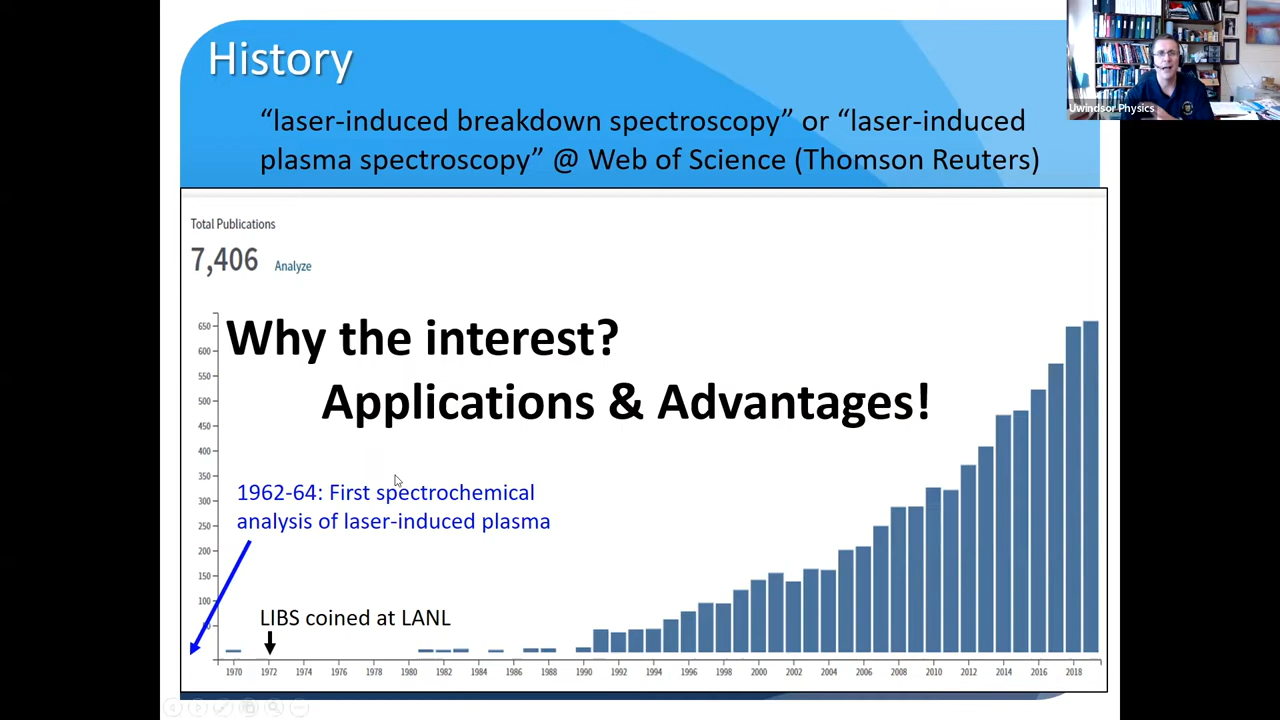 History
“laser-induced breakdown spectroscopy” or “laser-induced
plasma spectroscopy” @ Web of Science (Thomson Reuters)
Uwindsor Physics
Total Publications
7,406 Analyze
Why the interest?
Applications & Advantages!
650
600
550
500
450
400
350
300
250
200
150
100
1962-64: First spectrochemical
analysis of laser-induced plasma
LIBS coined at LANL
1970 1972 1974 1976 1978 1980 1982 1984 1986 1988 1990 1992 1994 1996 1998 2000 2002 2004 2006 2008 2010 2012 2014 2016 2018